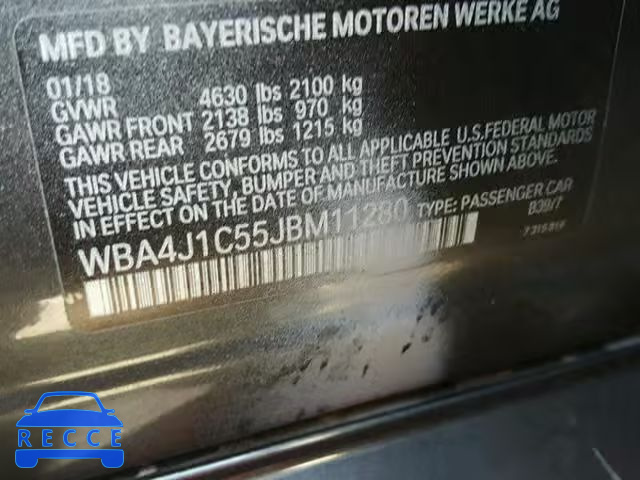 MFD BY BAYERISCHE MOTOREN WERKE AG
01/18
GVWR 4630 lbs 2100 kg
GAWR FRONT 2138 lbs 970 kg
GAWR REAR 2679 lbs 1215 kg
THIS VEHICLE CONFORMS TO ALL APPLICABLE U.S.FEDERAL MOTOR
VEHICLE SAFETY, BUMPER AND THEFT PREVENTION STANDARDS
IN EFFECT ON THE DATE OF MANUFACTURE SHOWN ABOVE.
WBA4J1C55JBM11280 TYPE: PASSENGER CAR
B39/7
7315819
RECCE